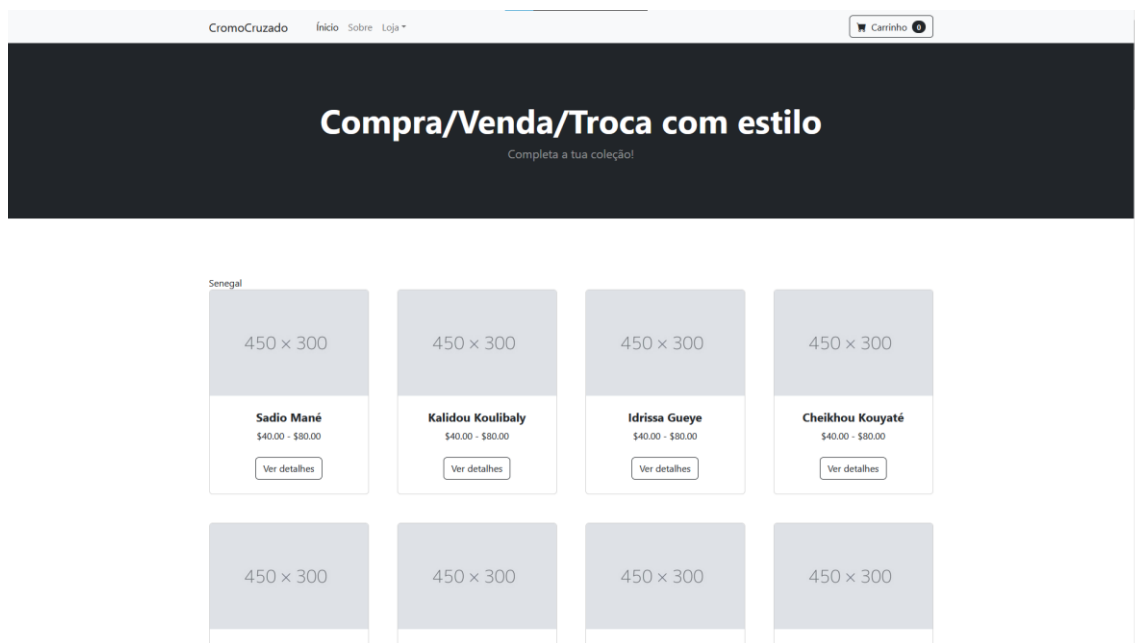 CromoCruzado Ínicio Sobre Loja Carrinho 0
Compra/Venda/Troca com estilo
Completa a tua coleção!
Senegal
450 × 300 450 × 300 450 × 300 450 × 300
Sadio Mané Kalidou Koulibaly Idrissa Gueye Cheikhou Kouyaté
$40.00 - $80.00 $40.00 - $80.00 $40.00 - $80.00 $40.00 - $80.00
Ver detalhes Ver detalhes Ver detalhes Ver detalhes
450 × 300 450 × 300 450 × 300 450 × 300